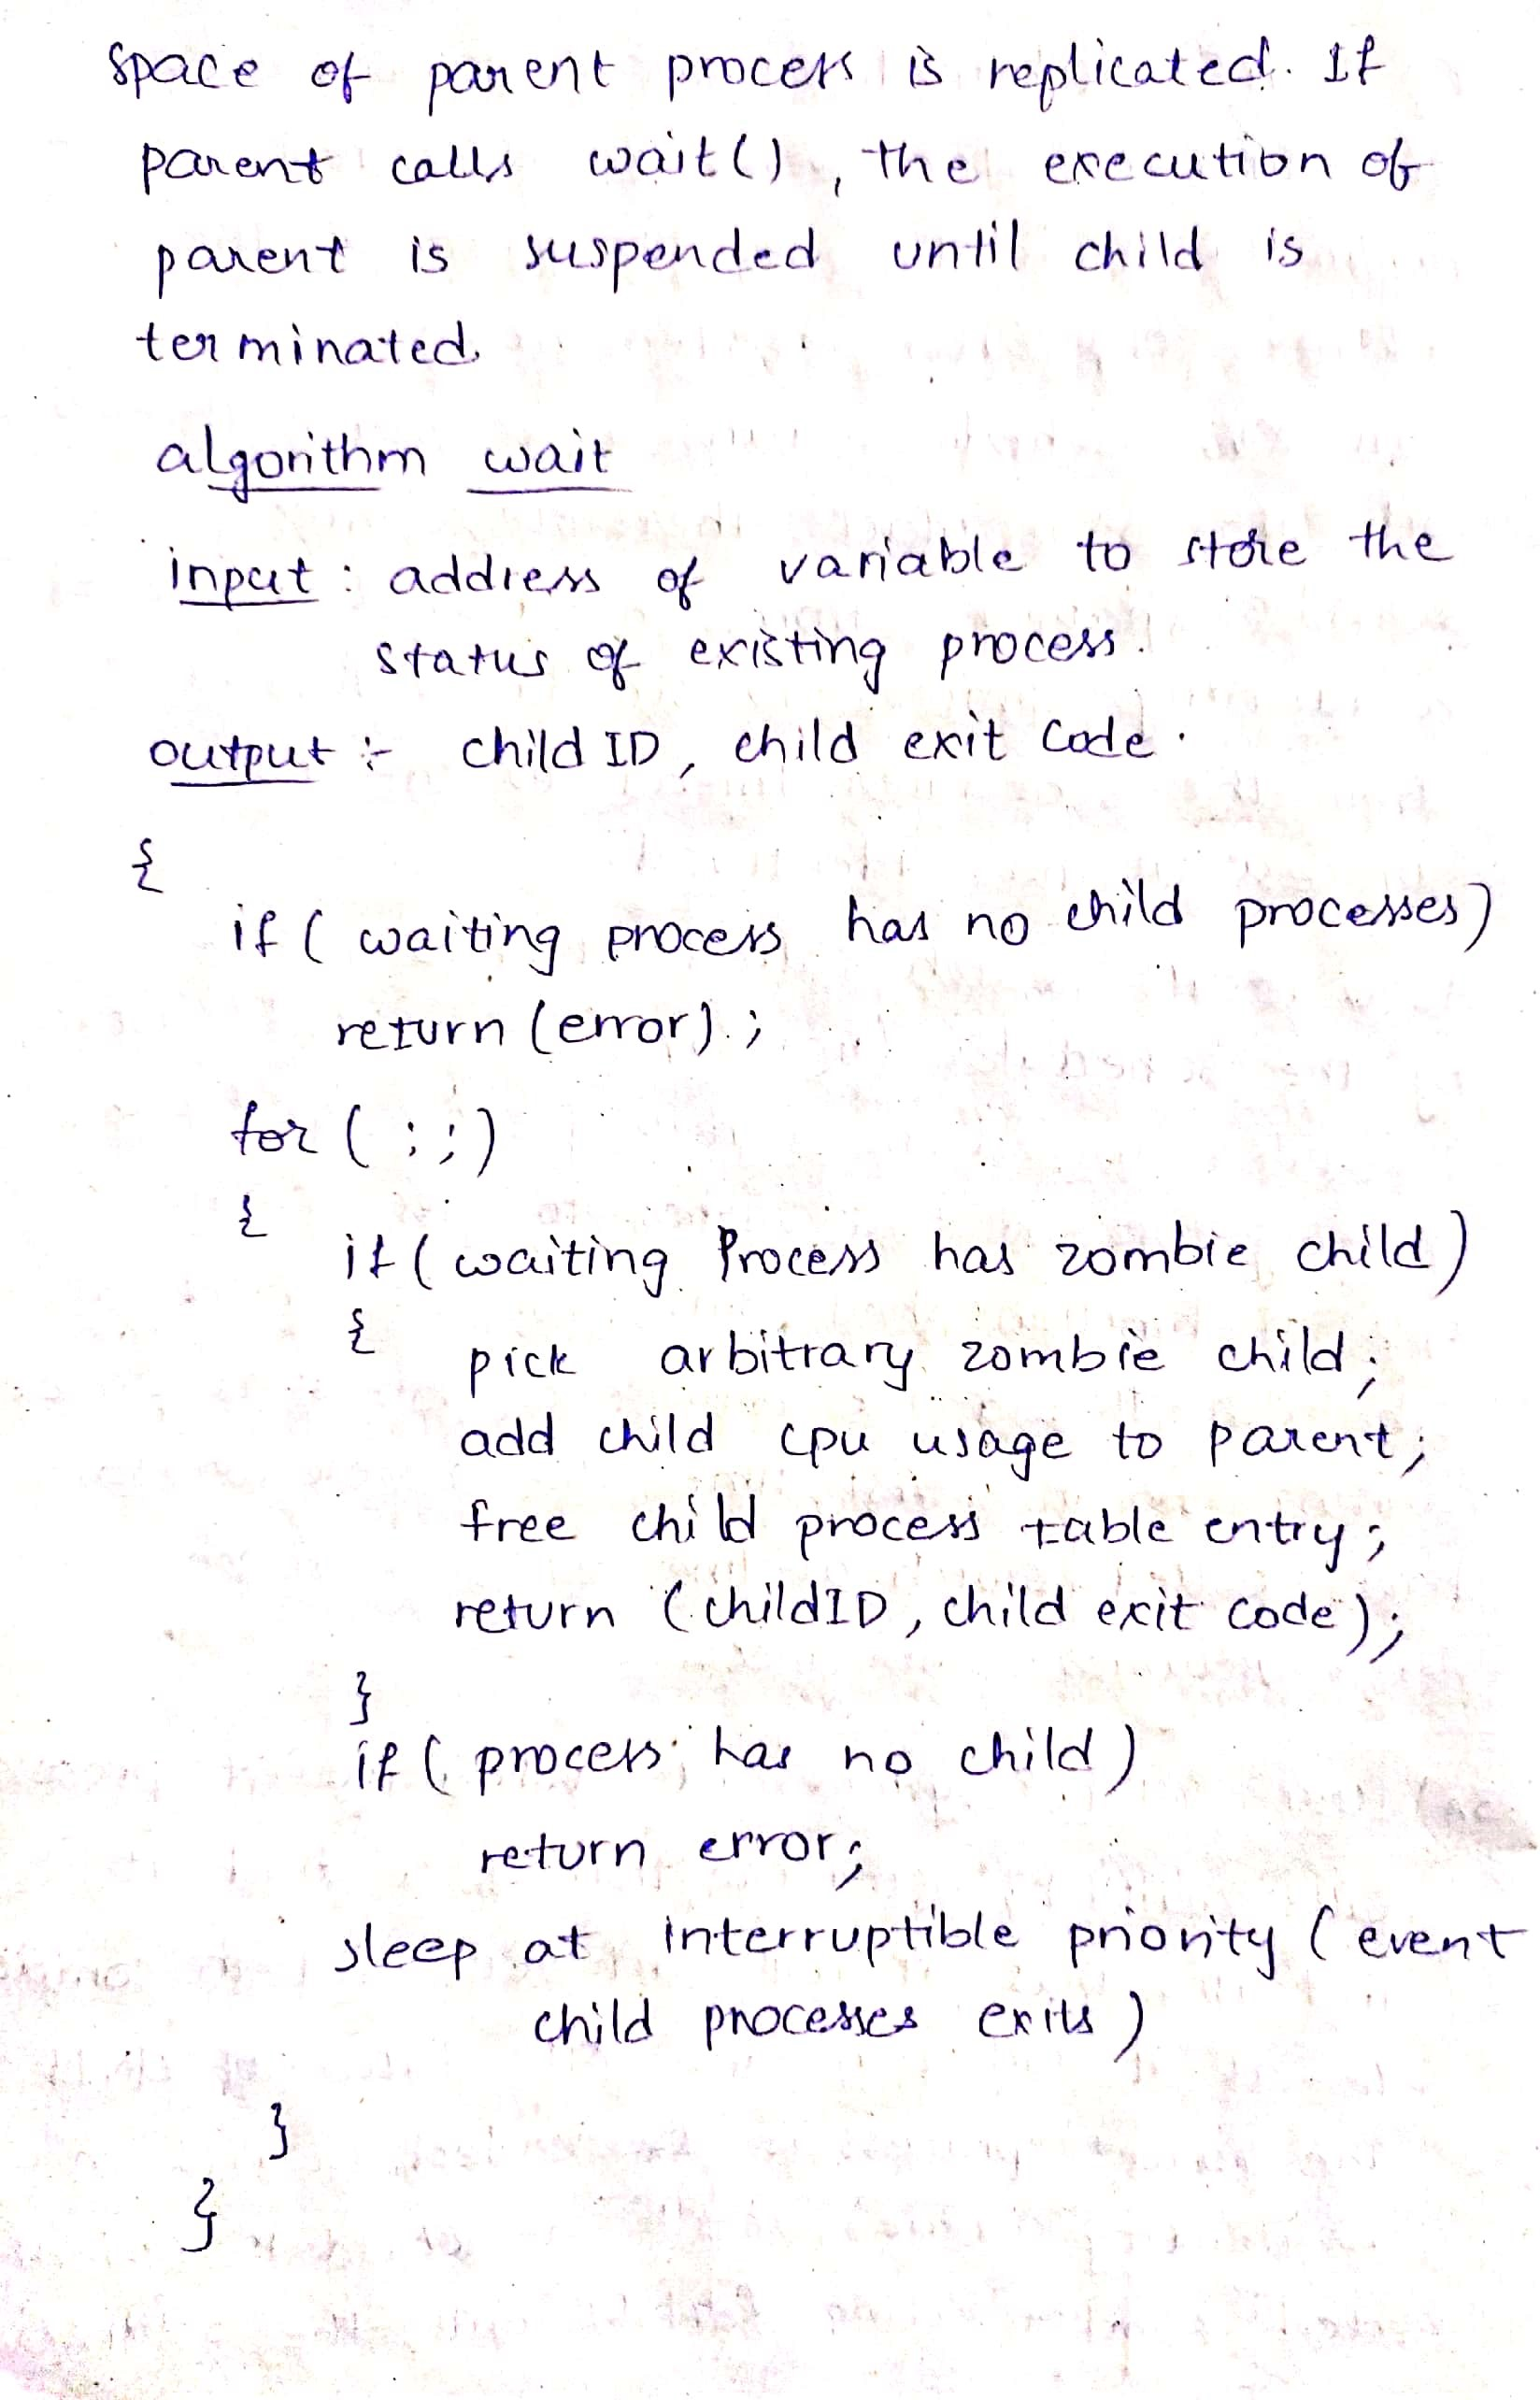 space of parent process is replicated. If
parent calls wait(), the execution of
parent is suspended until child is
terminated.
algorithm wait
input : address of variable to store the
status of existing process.
output :- child ID, child exit code.
{
if ( waiting process has no child processes)
return (error);
for ( ; ; )
{
if ( waiting Process has zombie child)
{
pick arbitrary zombie child;
add child cpu usage to parent;
free child process table entry;
return (childID, child exit code);
}
if ( process has no child)
return error;
sleep at interruptible priority ( event
child processes exits )
}
}